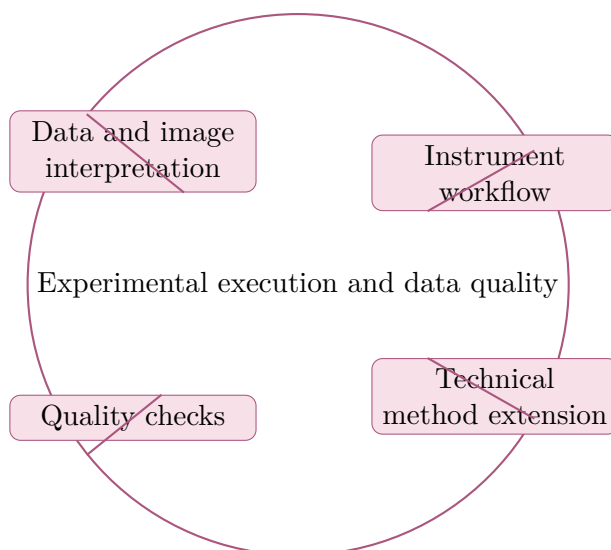 Data and image
interpretation
Instrument
workflow
Experimental execution and data quality
Technical
method extension
Quality checks